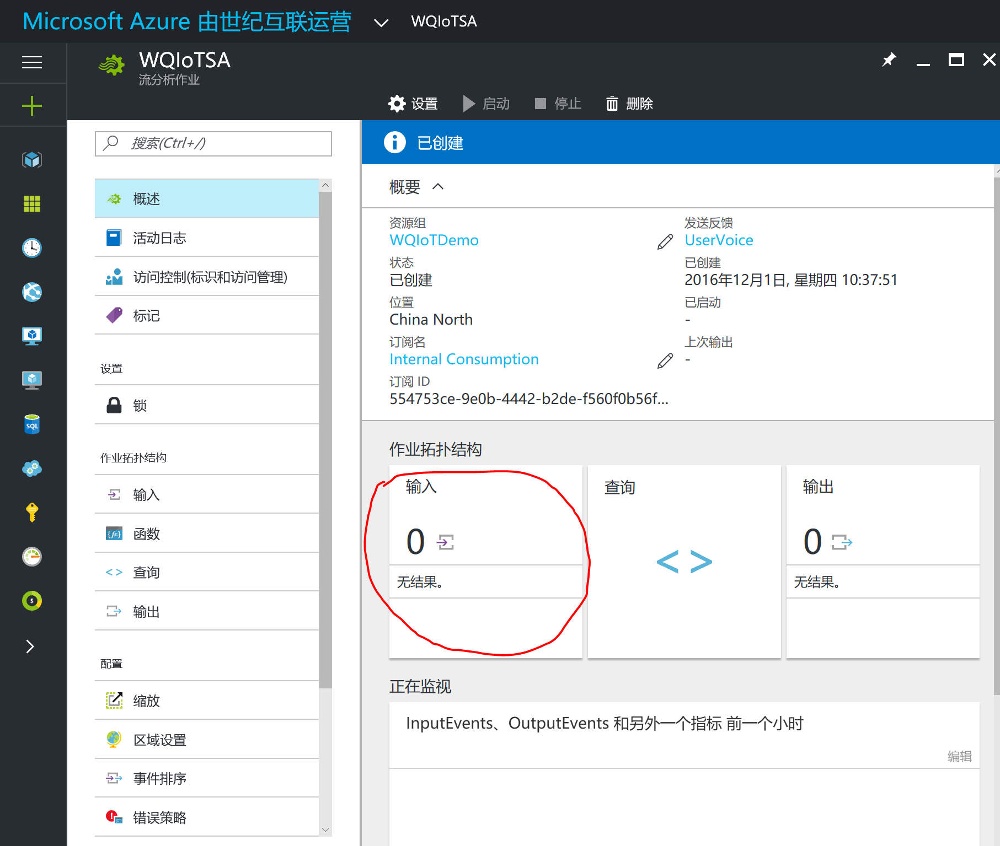 Microsoft Azure 由世纪互联运营
WQIoTSA
WQIoTSA
流分析作业
设置
启动
停止
删除
搜索(Ctrl+/)
概述
活动日志
访问控制(标识和访问管理)
标记
设置
锁
作业拓扑结构
输入
函数
查询
输出
配置
缩放
区域设置
事件排序
错误策略
SQL
已创建
概要
资源组
WQIoTDemo
状态
已创建
位置
China North
订阅名
Internal Consumption
订阅 ID
554753ce-9e0b-4442-b2de-f560f0b56f...
发送反馈
UserVoice
已创建
2016年12月1日, 星期四 10:37:51
已启动
-
上次输出
-
作业拓扑结构
输入
0
无结果。
查询
< >
输出
0
无结果。
正在监视
InputEvents、OutputEvents 和另外一个指标 前一个小时
编辑